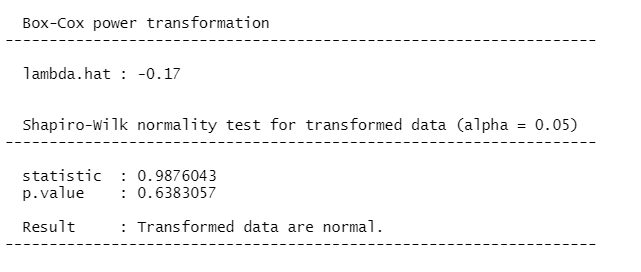 Box-Cox power transformation
-------------------------------------------------------------------
lambda.hat : -0.17
Shapiro-Wilk normality test for transformed data (alpha = 0.05)
-------------------------------------------------------------------
statistic  : 0.9876043
p.value    : 0.6383057
Result     : Transformed data are normal.
-------------------------------------------------------------------